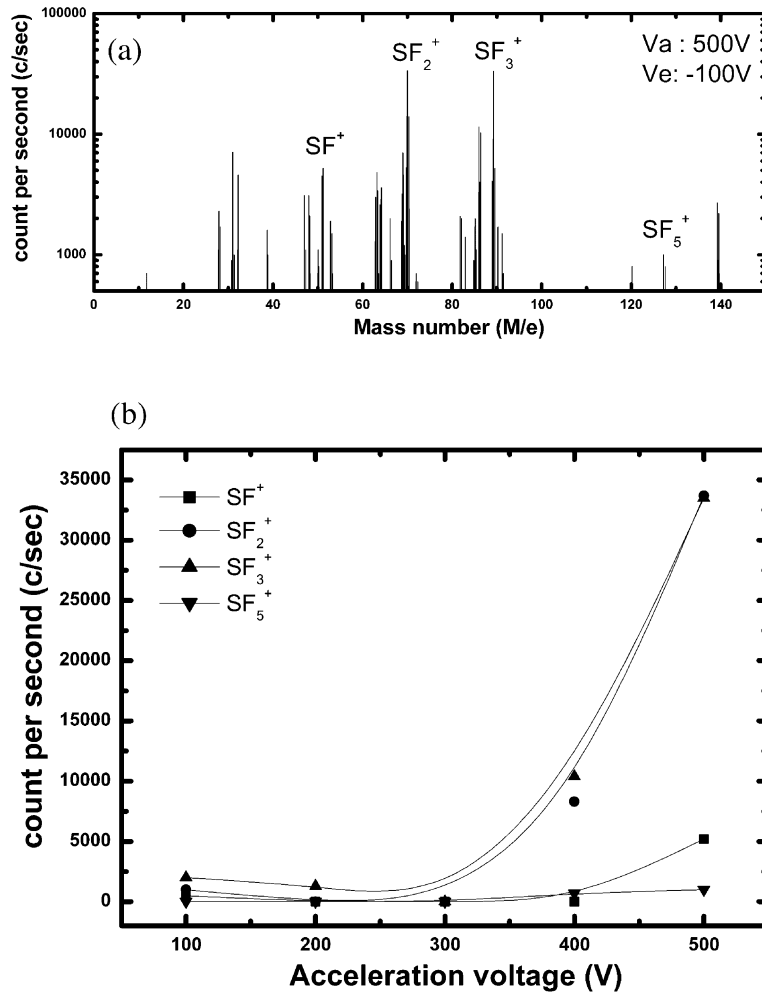 (a)
100000
10000
1000
count per second (c/sec)
SF⁺
SF₂⁺
SF₃⁺
SF₅⁺
Va : 500V
Ve: -100V
0 20 40 60 80 100 120 140
Mass number (M/e)
(b)
35000
30000
25000
20000
15000
10000
5000
0
count per second (c/sec)
SF⁺
SF₂⁺
SF₃⁺
SF₅⁺
100 200 300 400 500
Acceleration voltage (V)